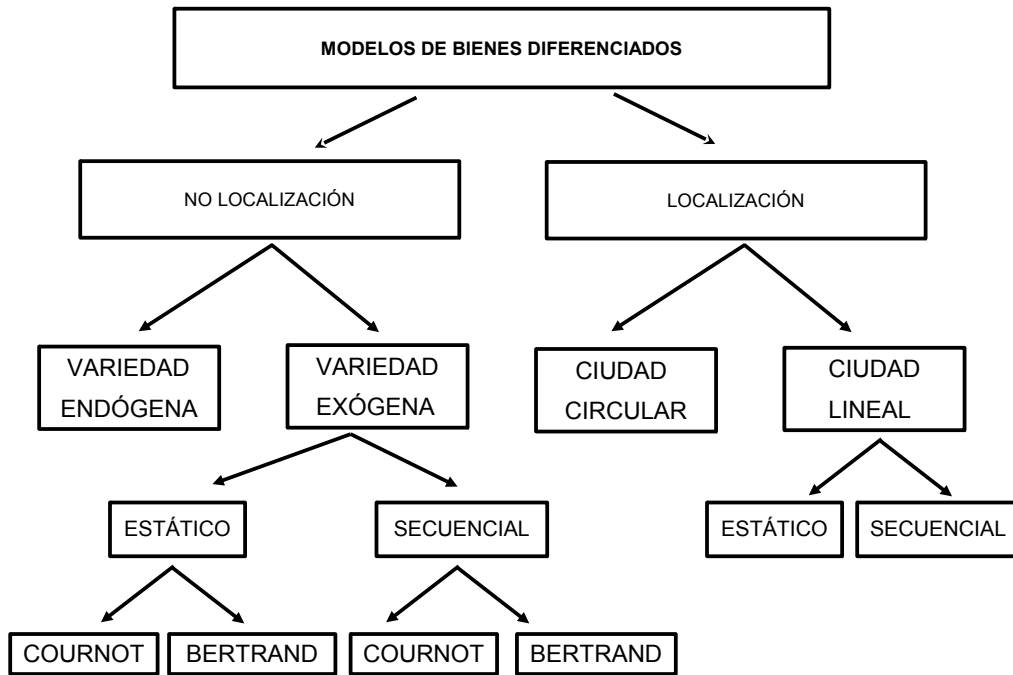 MODELOS DE BIENES DIFERENCIADOS
NO LOCALIZACIÓN
LOCALIZACIÓN
VARIEDAD
ENDÓGENA
VARIEDAD
EXÓGENA
CIUDAD
CIRCULAR
CIUDAD
LINEAL
ESTÁTICO
SECUENCIAL
ESTÁTICO
SECUENCIAL
COURNOT
BERTRAND
COURNOT
BERTRAND